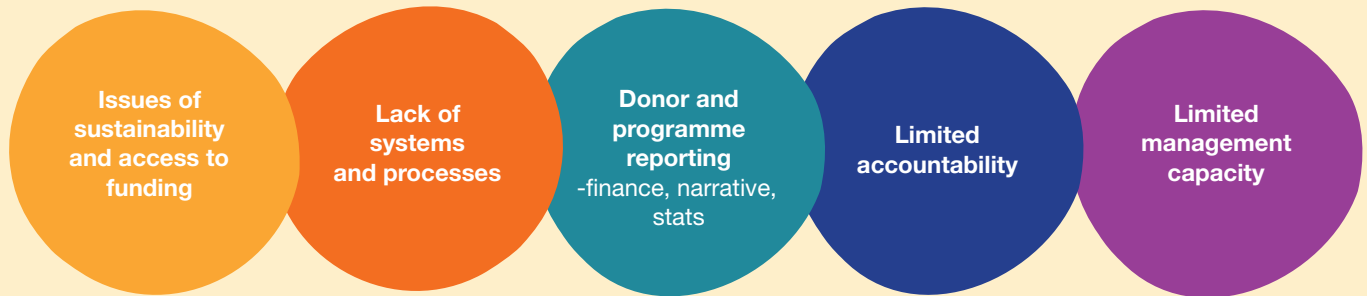 Issues of
sustainability
and access to
funding
Lack of
systems
and processes
Donor and
programme
reporting
-finance, narrative,
stats
Limited
accountability
Limited
management
capacity